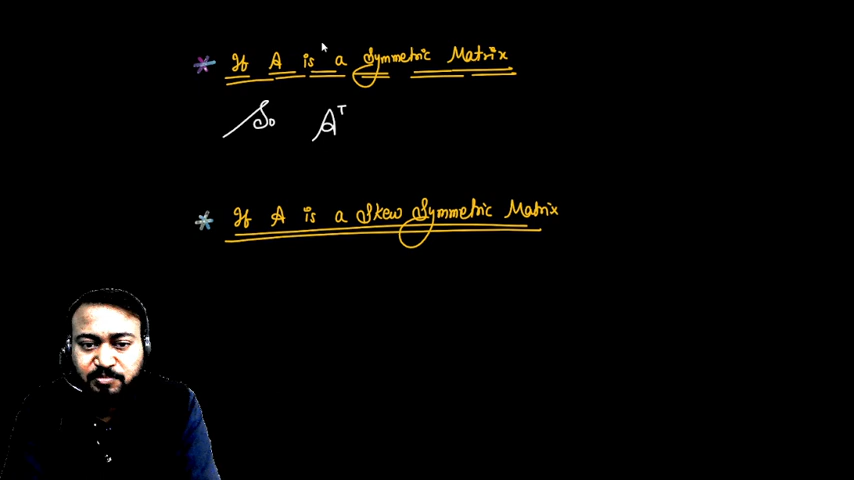 * If A is a Symmetric Matrix
So Aᵀ
* If A is a Skew Symmetric Matrix